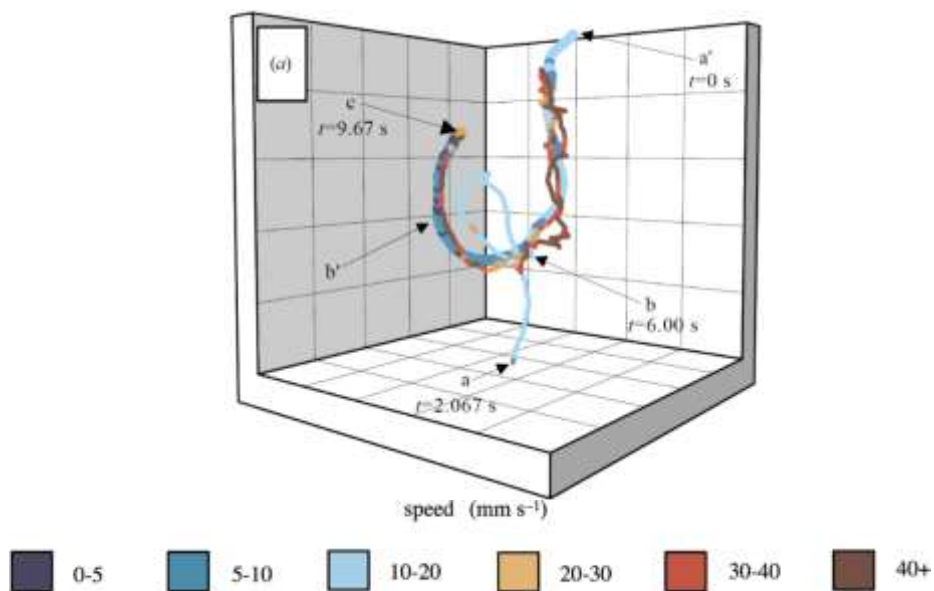 (a)
a'
t=0 s
c
t=9.67 s
b'
b
t=6.00 s
a
t=2.067 s
speed (mm s⁻¹)
0-5 5-10 10-20 20-30 30-40 40+